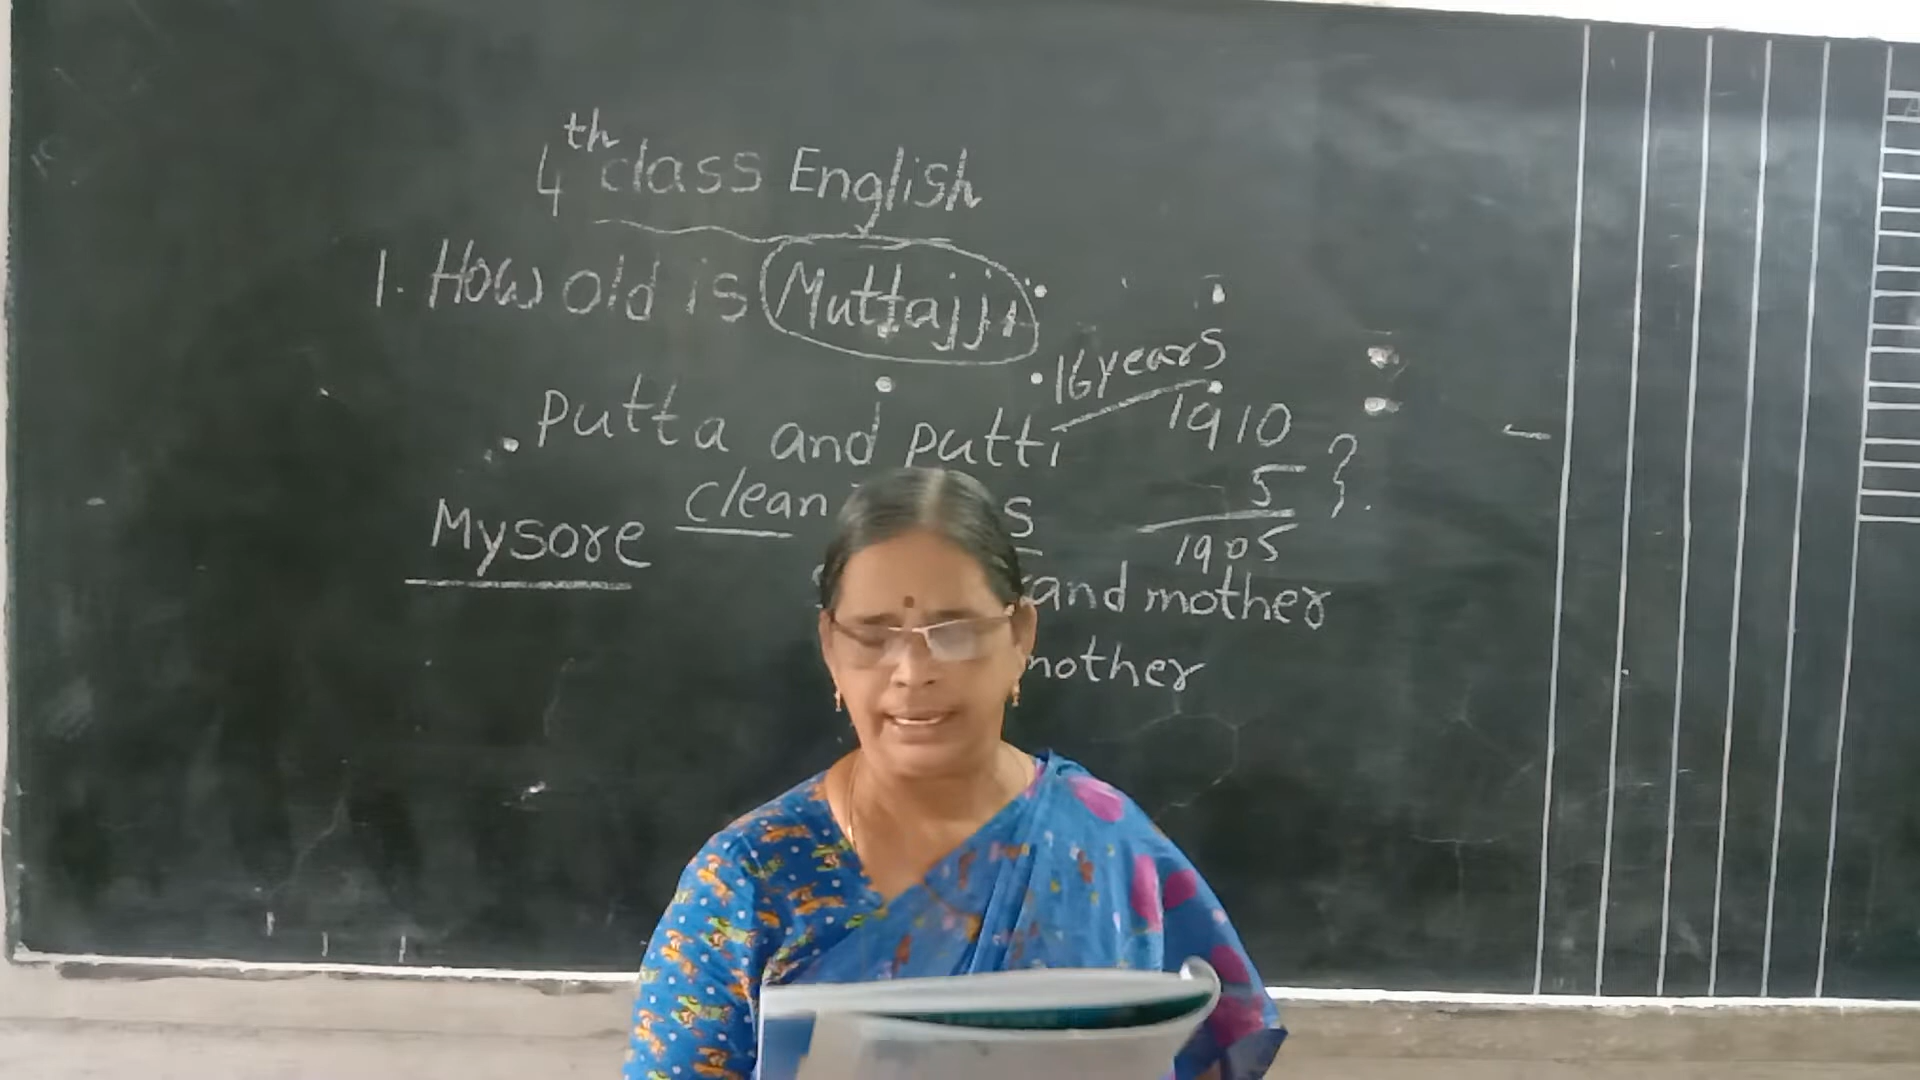 4th class English
1. How old is Muttajji
16 years
putta and putti 1910
clean s 5
Mysore 1905
and mother
mother